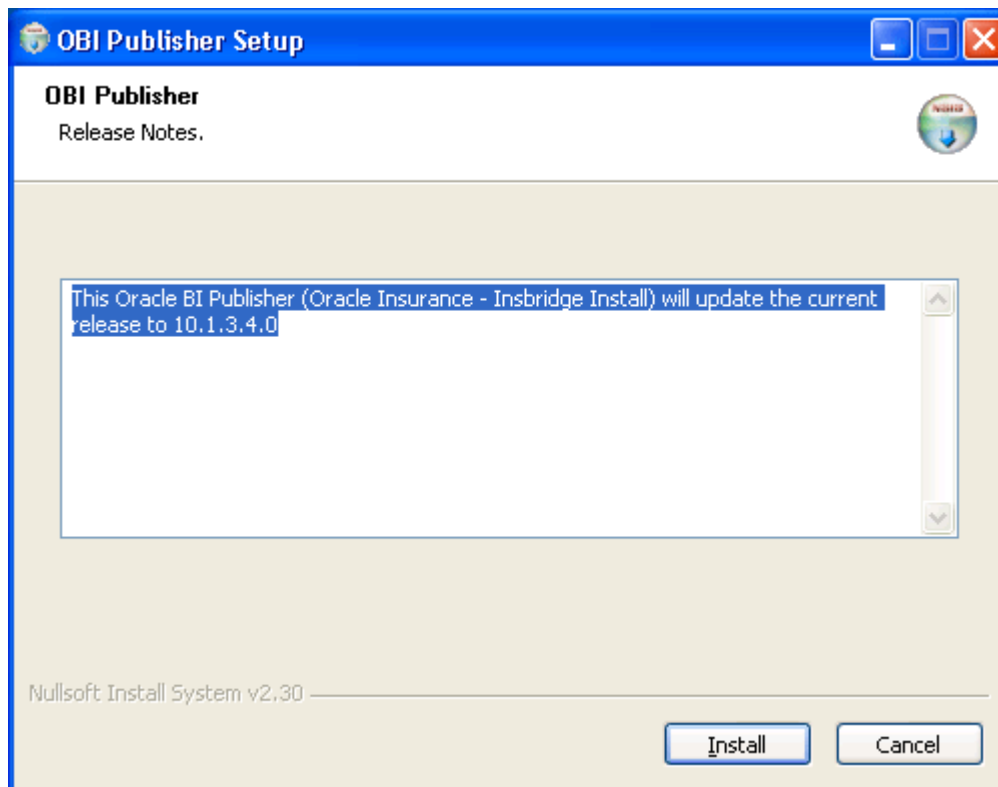 OBI Publisher Setup
OBI Publisher
Release Notes.
This Oracle BI Publisher (Oracle Insurance - Insbridge Install) will update the current
release to 10.1.3.4.0
Nullsoft Install System v2.30
Install
Cancel